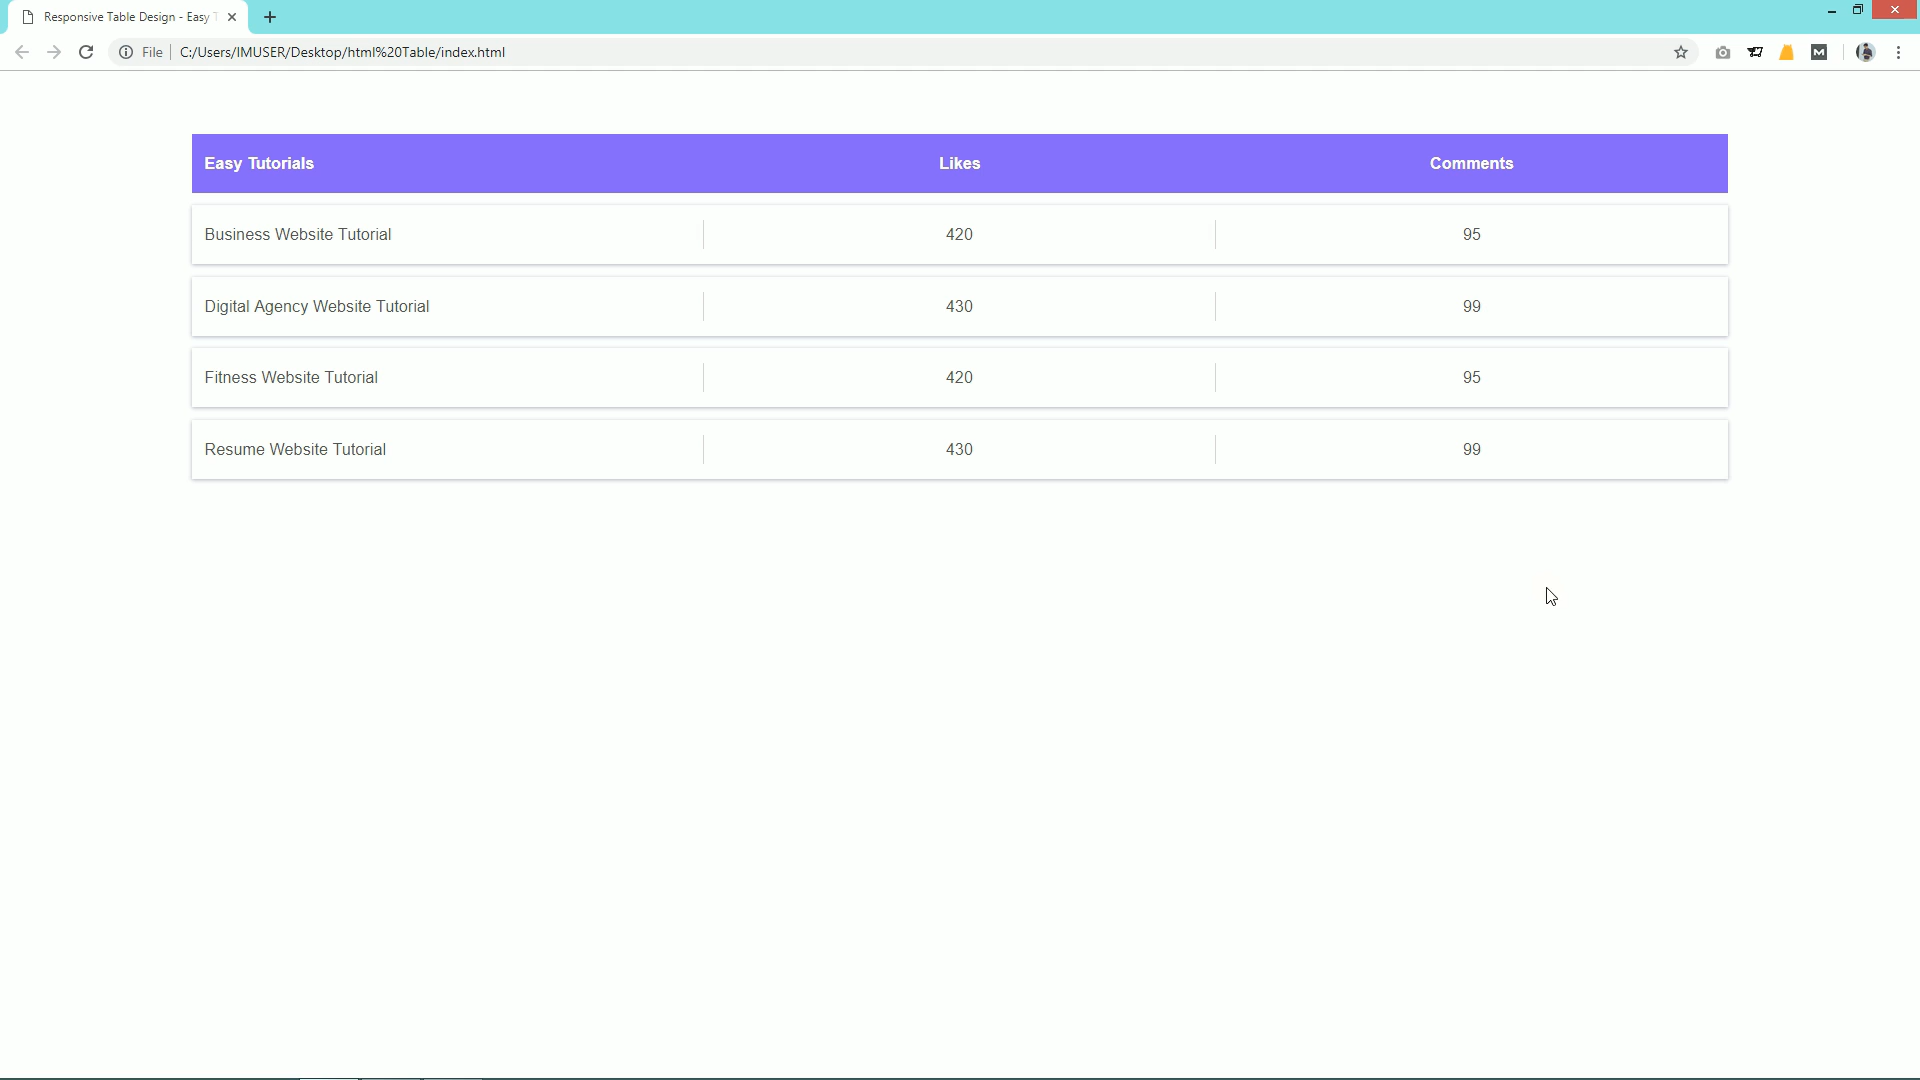 Responsive Table Design - Easy T
File C:/Users/IMUSER/Desktop/html%20Table/index.html
M
Easy Tutorials Likes Comments
Business Website Tutorial 420 95
Digital Agency Website Tutorial 430 99
Fitness Website Tutorial 420 95
Resume Website Tutorial 430 99